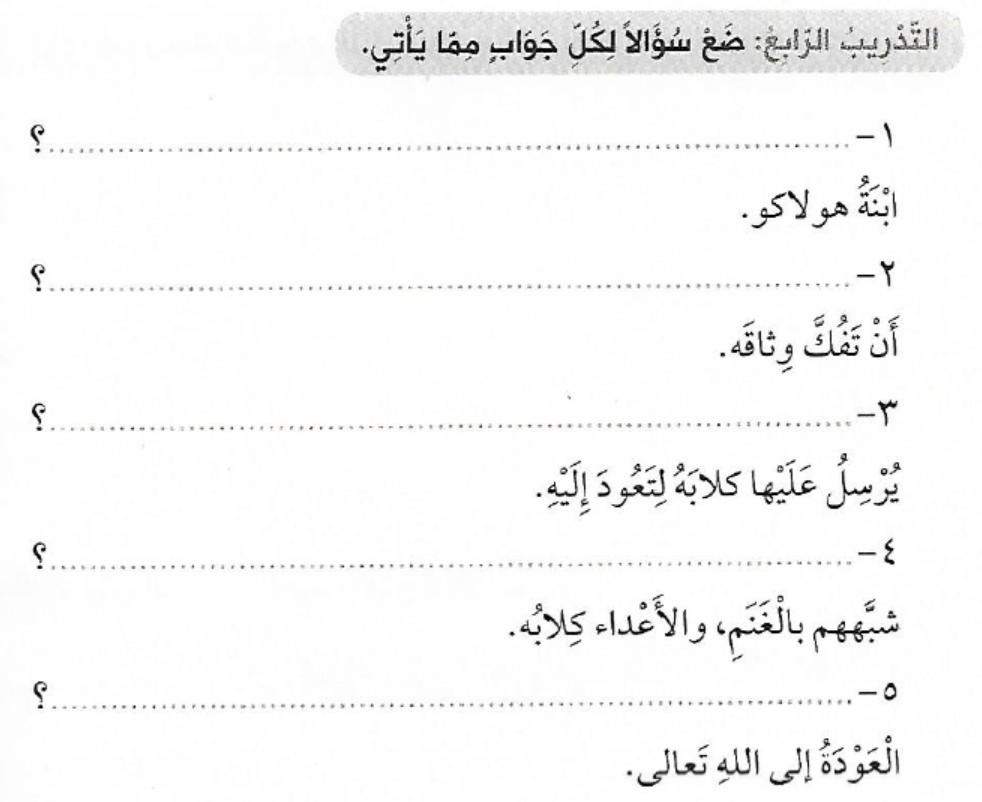 التَّدْرِيبُ الرَّابِعُ: ضَعْ سُؤَالاً لِكُلِّ جَوَابٍ مِمَّا يَأْتِي.
١- ..........................................................................؟
ابْنَةُ هولاكو.
٢- ..........................................................................؟
أَنْ تَفُكَّ وِثاقَه.
٣- ..........................................................................؟
يُرْسِلُ عَلَيْها كلابَهُ لِتَعُودَ إِلَيْهِ.
٤- ..........................................................................؟
شبَّههم بالْغَنَمِ، والأَعْداء كِلابُه.
٥- ..........................................................................؟
الْعَوْدَةُ إلى اللهِ تَعالى.